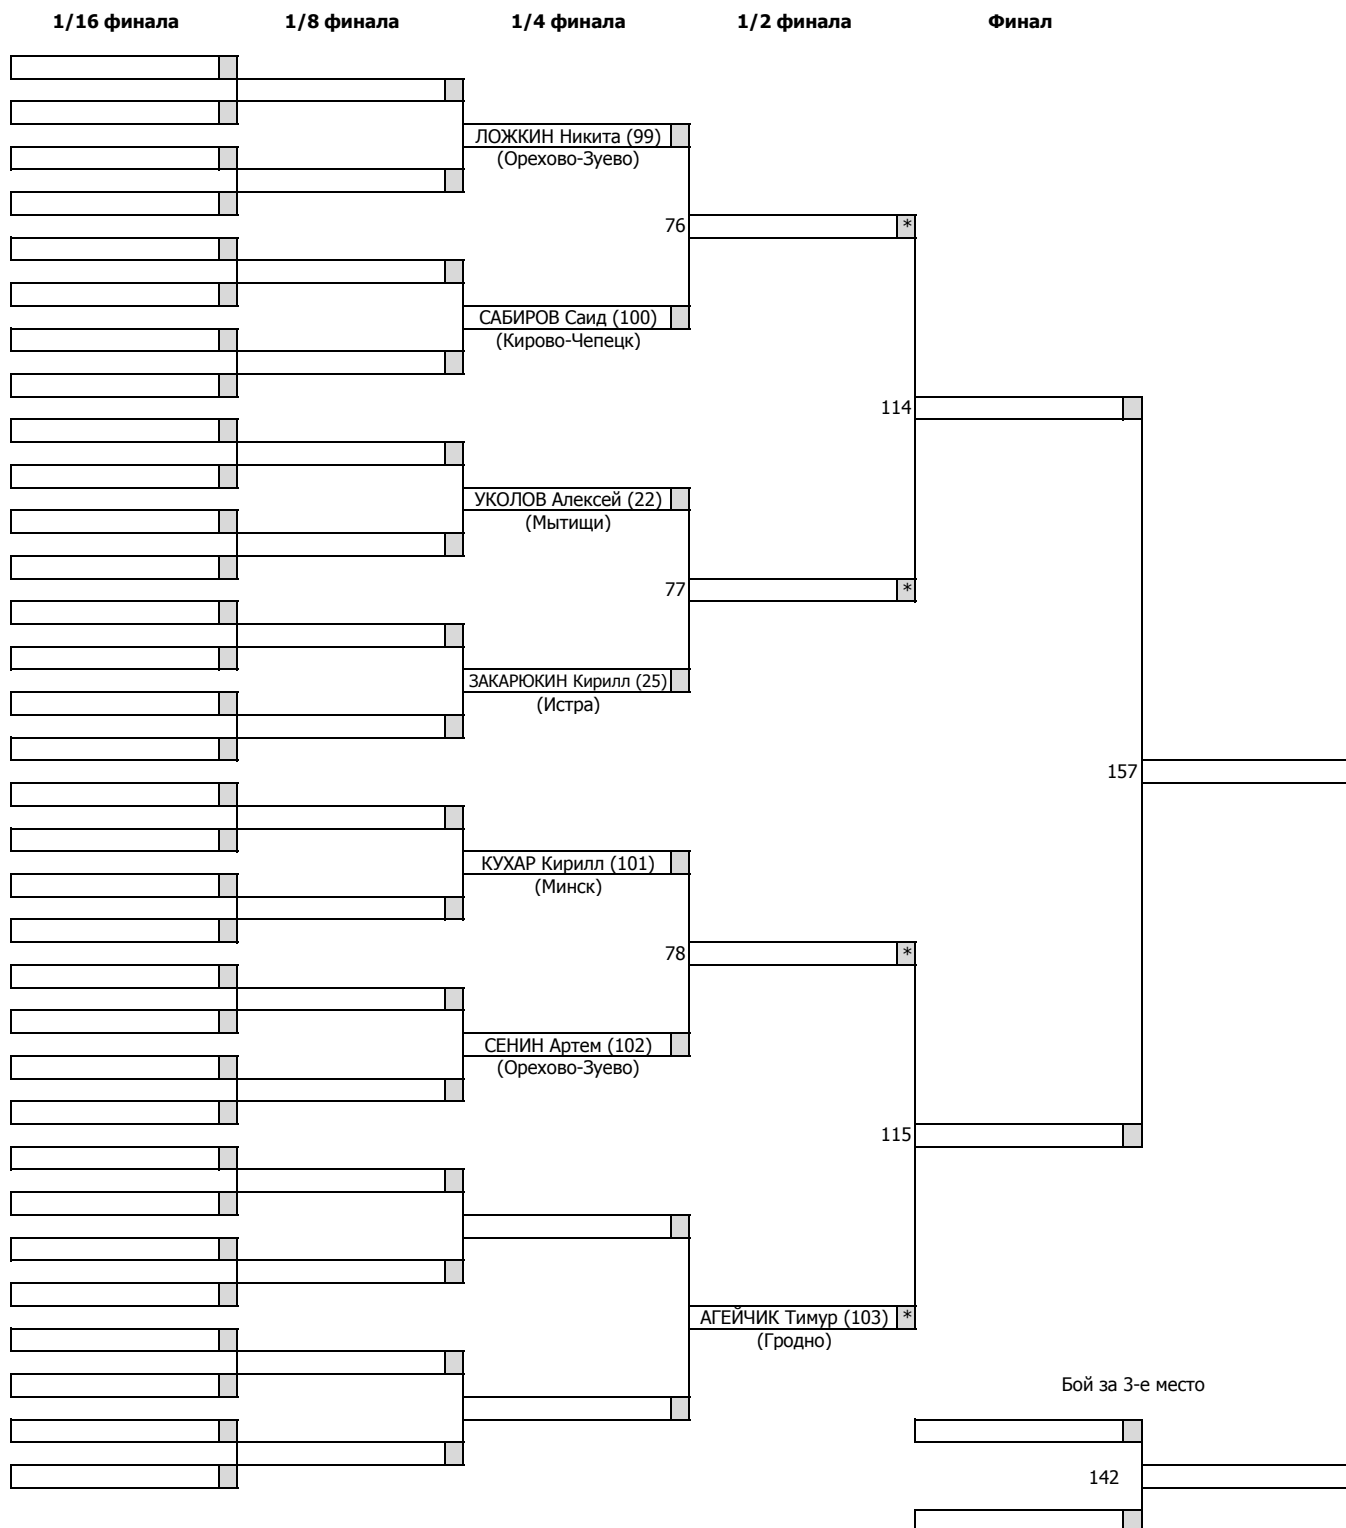 1/16 финала 1/8 финала 1/4 финала 1/2 финала Финал
ЛОЖКИН Никита (99)
(Орехово-Зуево)
76
*
САБИРОВ Саид (100)
(Кирово-Чепецк)
114
УКОЛОВ Алексей (22)
(Мытищи)
77
*
ЗАКАРЮКИН Кирилл (25)
(Истра)
157
КУХАР Кирилл (101)
(Минск)
78
*
СЕНИН Артем (102)
(Орехово-Зуево)
115
АГЕЙЧИК Тимур (103) *
(Гродно)
Бой за 3-е место
142